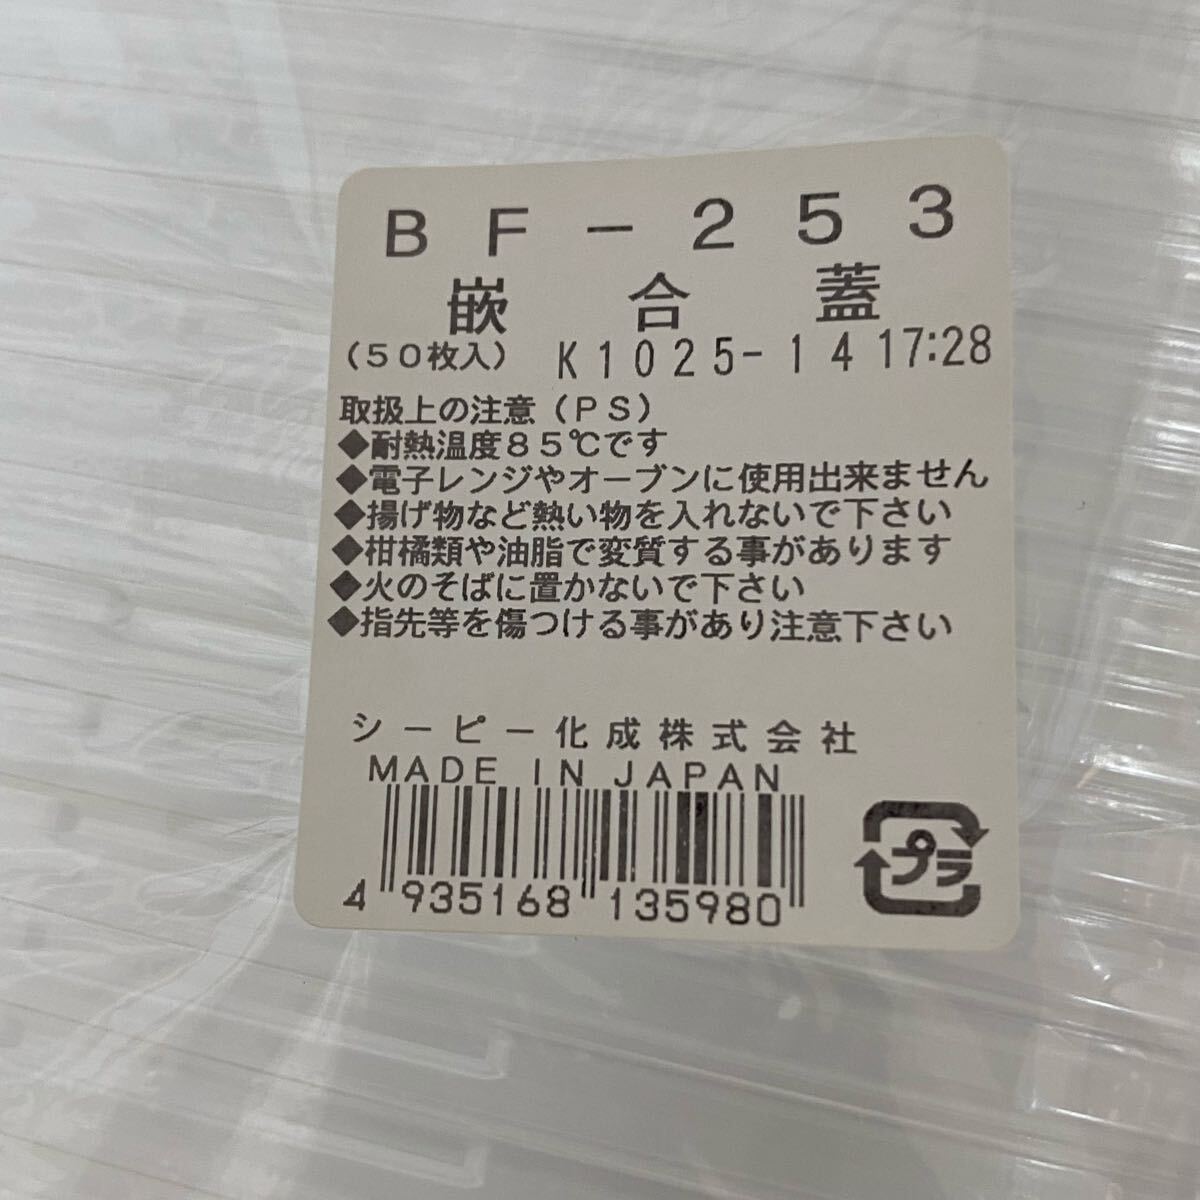 BF-253
嵌合蓋
(50枚入) K1025-14 17:28
取扱上の注意(PS)
◆耐熱温度85℃です
◆電子レンジやオーブンに使用出来ません
◆揚げ物など熱い物を入れないで下さい
◆柑橘類や油脂で変質する事があります
◆火のそばに置かないで下さい
◆指先等を傷つける事があり注意下さい
シーピー化成株式会社
MADE IN JAPAN
プラ
4 935168 135980